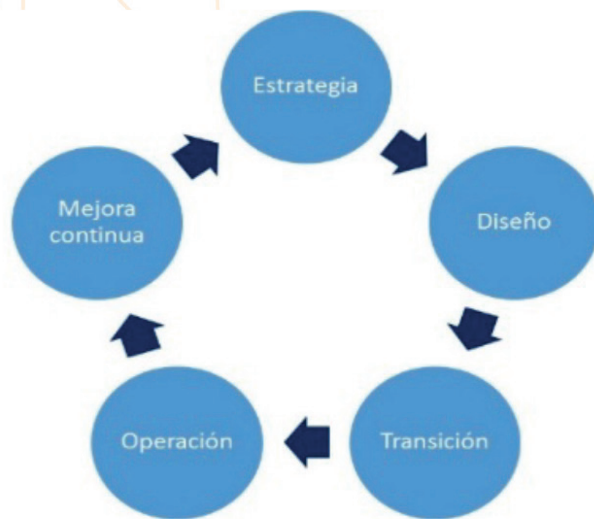 Estrategia
Diseño
Transición
Operación
Mejora
continua